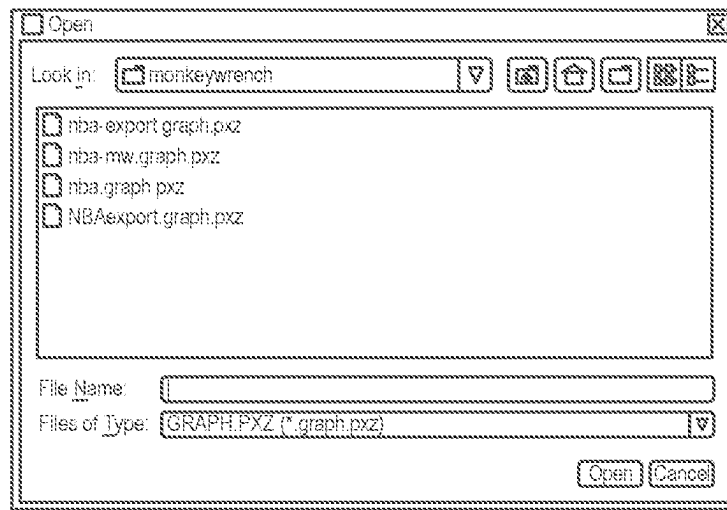 Open
Look in: monkeywrench
nba-export.graph.pxz
nba-mw.graph.pxz
nba.graph.pxz
NBAexport.graph.pxz
File Name:
Files of Type: GRAPH.PXZ (*.graph.pxz)
Open Cancel